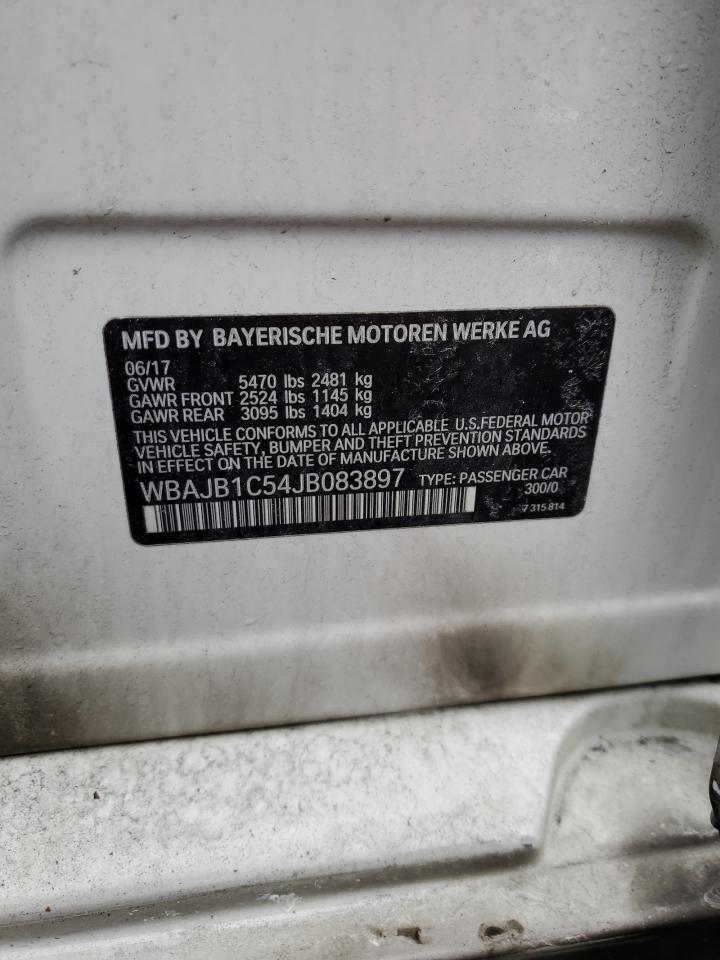 MFD BY BAYERISCHE MOTOREN WERKE AG
06/17
GVWR 5470 lbs 2481 kg
GAWR FRONT 2524 lbs 1145 kg
GAWR REAR 3095 lbs 1404 kg
THIS VEHICLE CONFORMS TO ALL APPLICABLE U.S.FEDERAL MOTOR
VEHICLE SAFETY, BUMPER AND THEFT PREVENTION STANDARDS
IN EFFECT ON THE DATE OF MANUFACTURE SHOWN ABOVE.
WBAJB1C54JB083897 TYPE: PASSENGER CAR
300/0
7 315 814